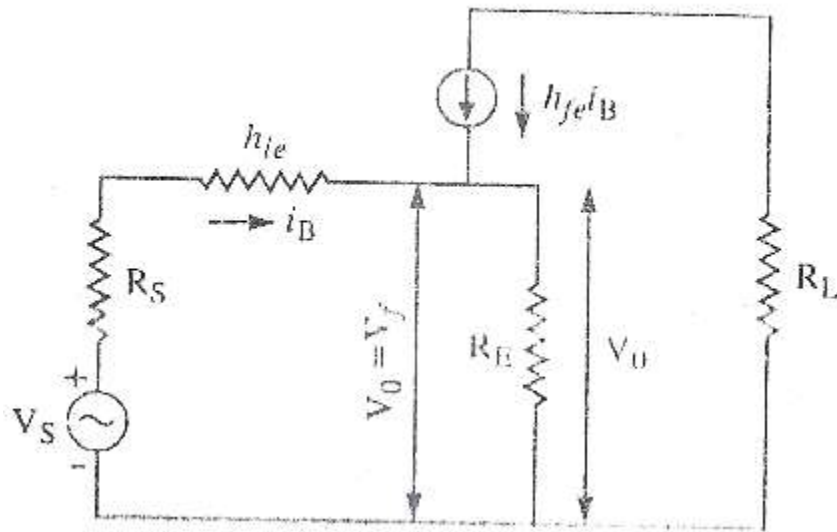 h_fe i_B
h_ie
i_B
R_S
V_0 = V_f
R_E
V_0
R_L
+
V_S
-